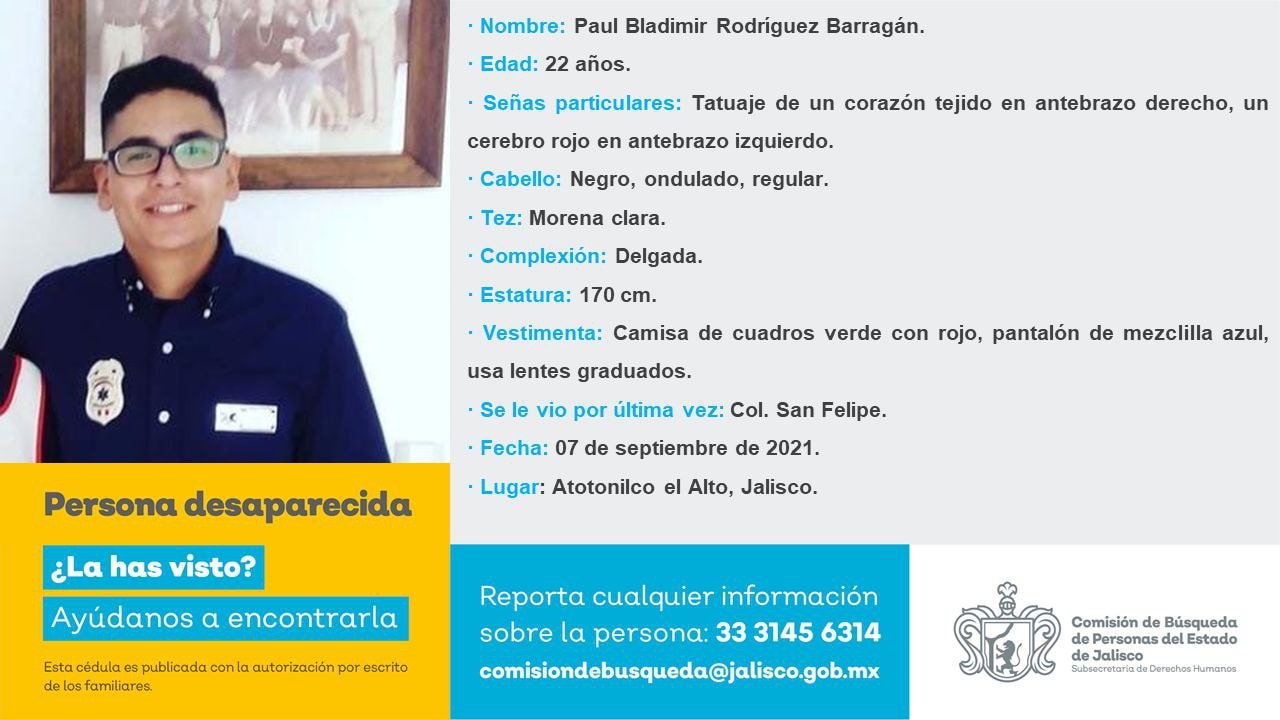 · Nombre: Paul Bladimir Rodríguez Barragán.
· Edad: 22 años.
· Señas particulares: Tatuaje de un corazón tejido en antebrazo derecho, un
cerebro rojo en antebrazo izquierdo.
· Cabello: Negro, ondulado, regular.
· Tez: Morena clara.
· Complexión: Delgada.
· Estatura: 170 cm.
· Vestimenta: Camisa de cuadros verde con rojo, pantalón de mezclilla azul,
usa lentes graduados.
· Se le vio por última vez: Col. San Felipe.
· Fecha: 07 de septiembre de 2021.
· Lugar: Atotonilco el Alto, Jalisco.
Persona desaparecida
¿La has visto?
Ayúdanos a encontrarla
Esta cédula es publicada con la autorización por escrito
de los familiares.
Reporta cualquier información
sobre la persona: 33 3145 6314
comisiondebusqueda@jalisco.gob.mx
Comisión de Búsqueda
de Personas del Estado
de Jalisco
Subsecretaría de Derechos Humanos